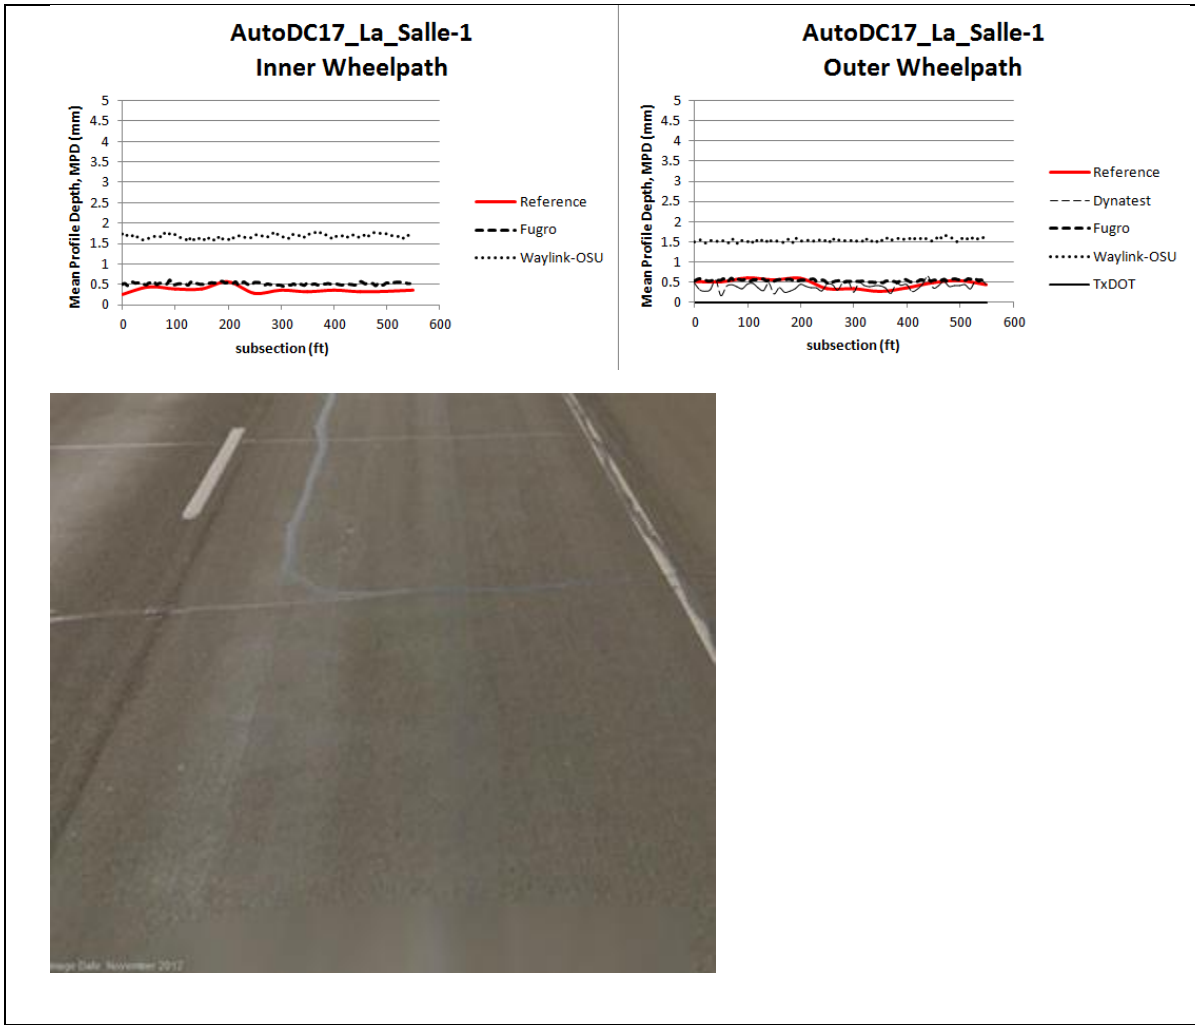 AutoDC17_La_Salle-1
Inner Wheelpath
Mean Profile Depth, MPD (mm)
5
4.5
4
3.5
3
2.5
2
1.5
1
0.5
0
0 100 200 300 400 500 600
subsection (ft)
Reference
Fugro
Waylink-OSU
AutoDC17_La_Salle-1
Outer Wheelpath
Mean Profile Depth, MPD (mm)
5
4.5
4
3.5
3
2.5
2
1.5
1
0.5
0
0 100 200 300 400 500 600
subsection (ft)
Reference
Dynatest
Fugro
Waylink-OSU
TxDOT
Image Date: November 2012